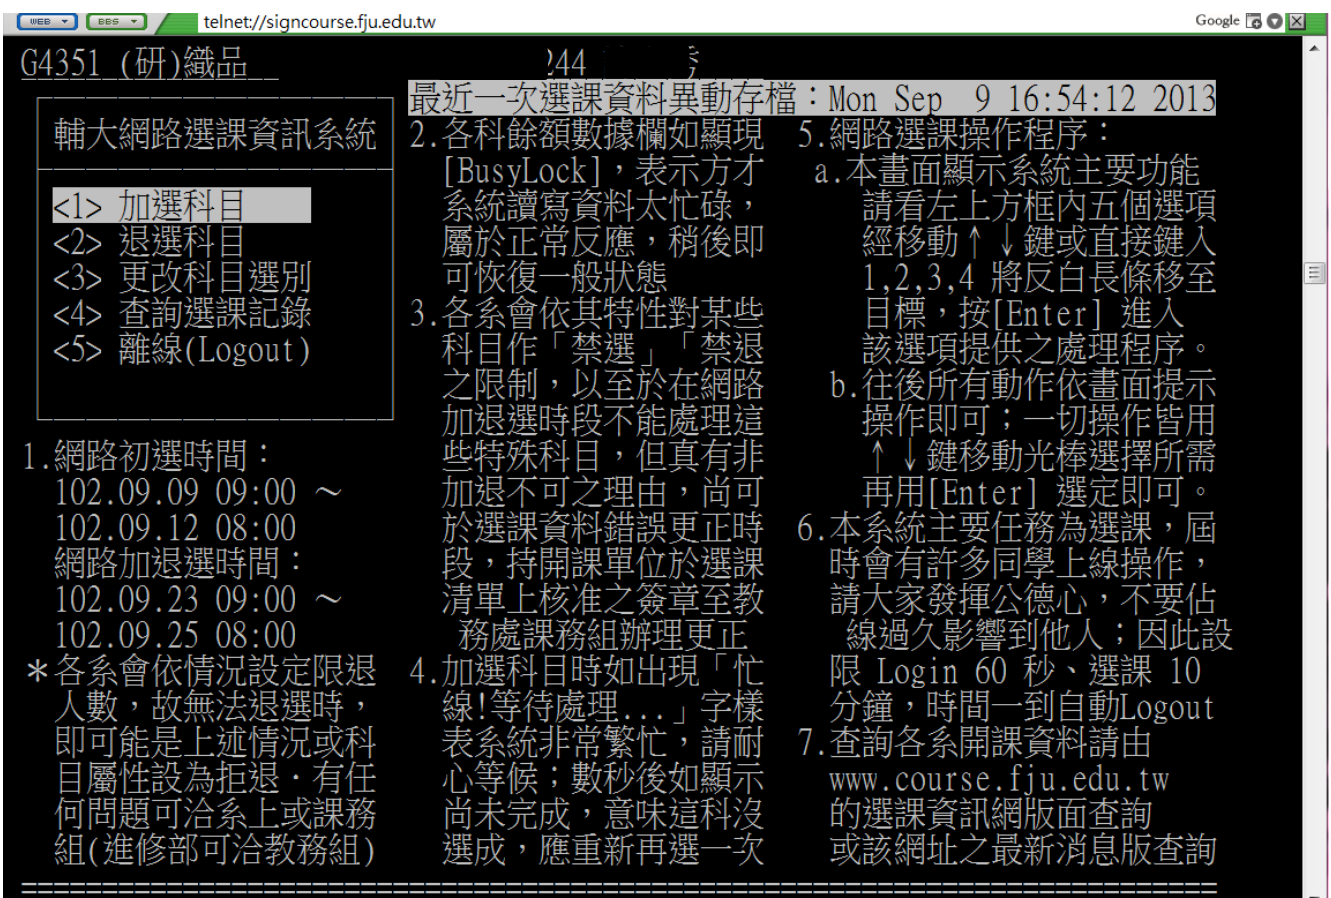 WEB
BBS
telnet://signcourse.fju.edu.tw
Google
G4351 (研)織品
244
最近一次選課資料異動存檔：Mon Sep 9 16:54:12 2013
輔大網路選課資訊系統
<1> 加選科目
<2> 退選科目
<3> 更改科目選別
<4> 查詢選課記錄
<5> 離線(Logout)
1.網路初選時間：
102.09.09 09:00 ～
102.09.12 08:00
網路加退選時間：
102.09.23 09:00 ～
102.09.25 08:00
＊各系會依情況設定限退
人數，故無法退選時，
即可能是上述情況或科
目屬性設為拒退．有任
何問題可洽系上或課務
組(進修部可洽教務組)
2.各科餘額數據欄如顯現
[BusyLock]，表示方才
系統讀寫資料太忙碌，
屬於正常反應，稍後即
可恢復一般狀態
3.各系會依其特性對某些
科目作「禁選」「禁退
之限制，以至於在網路
加退選時段不能處理這
些特殊科目，但真有非
加退不可之理由，尚可
於選課資料錯誤更正時
段，持開課單位於選課
清單上核准之簽章至教
務處課務組辦理更正
4.加選科目時如出現「忙
線!等待處理...」字樣
表系統非常繁忙，請耐
心等候；數秒後如顯示
尚未完成，意味這科沒
選成，應重新再選一次
5.網路選課操作程序：
a.本畫面顯示系統主要功能
請看左上方框內五個選項
經移動↑↓鍵或直接鍵入
1,2,3,4 將反白長條移至
目標，按[Enter] 進入
該選項提供之處理程序。
b.往後所有動作依畫面提示
操作即可；一切操作皆用
↑↓鍵移動光棒選擇所需
再用[Enter] 選定即可。
6.本系統主要任務為選課，屆
時會有許多同學上線操作，
請大家發揮公德心，不要佔
線過久影響到他人；因此設
限 Login 60 秒、選課 10
分鐘，時間一到自動Logout
7.查詢各系開課資料請由
www.course.fju.edu.tw
的選課資訊網版面查詢
或該網址之最新消息版查詢